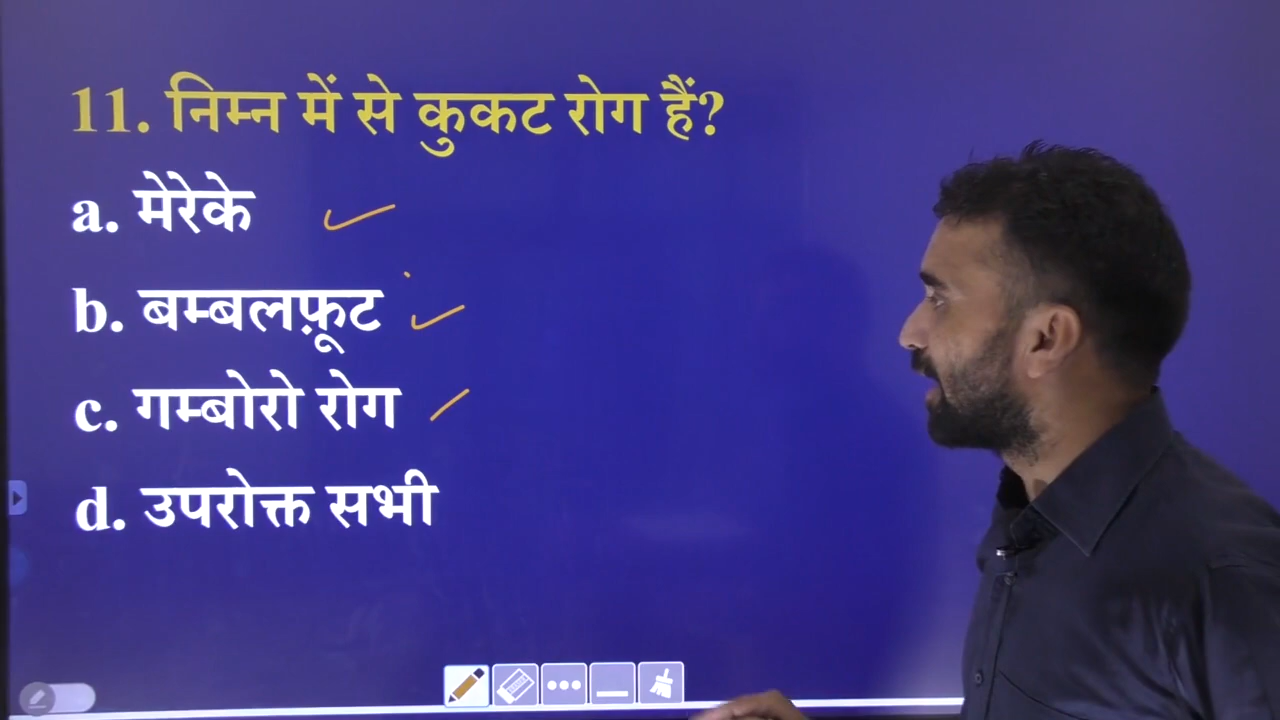 11. निम्न में से कुकट रोग हैं?
a. मेरेके
b. बम्बलफ़ूट
c. गम्बोरो रोग
d. उपरोक्त सभी